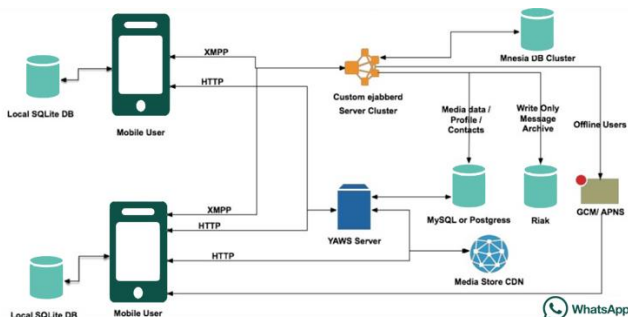 XMPP
HTTP
Local SQLite DB
Mobile User
Custom ejabberd
Server Cluster
Mnesia DB Cluster
Media data /
Profile /
Contacts
Write Only
Message
Archive
Offline Users
XMPP
HTTP
HTTP
YAWS Server
MySQL or Postgress
Riak
GCM/ APNS
Media Store CDN
Local SQLite DB
Mobile User
WhatsApp